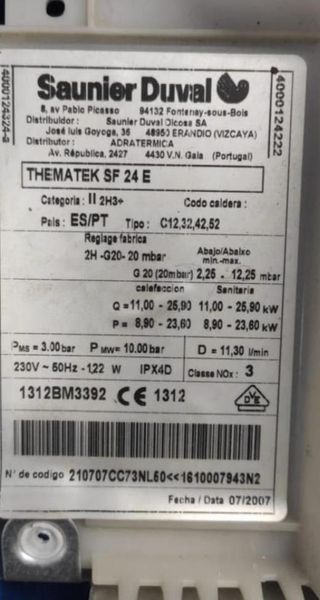 Saunier Duval
8, av Pablo Picasso 94132 Fontenay-sous-Bois
Distribuidor : Saunier Duval Dicosa SA
José luis Goyoga, 36 48950 ERANDIO (VIZCAYA)
Distributor : ADRATERMICA
Av. República, 2427 4430 V.N. Gaia (Portugal)
THEMATEK SF 24 E
Categoria : II 2H3+ Codo caldera :
Pais : ES/PT Tipo : C12,32,42,52
Reglage fabrica Abajo/Abaixo
2H -G20- 20 mbar min.-max.
G 20 (20mbar) 2,25 - 12,25 mbar
calefaccion Sanitaria
Q = 11,00 - 25,90 11,00 - 25,90 kW
P = 8,90 - 23,60 8,90 - 23,60 kW
PMS = 3.00 bar PMW = 10.00 bar D = 11,30 l/min
230V ~ 50Hz - 122 W IPX4D Classe NOx : 3
1312BM3392 CE 1312
DVE
N° de codigo 210707CC73NL50<<1610007943N2
Fecha / Data 07/2007
4000124324-2
4000124222